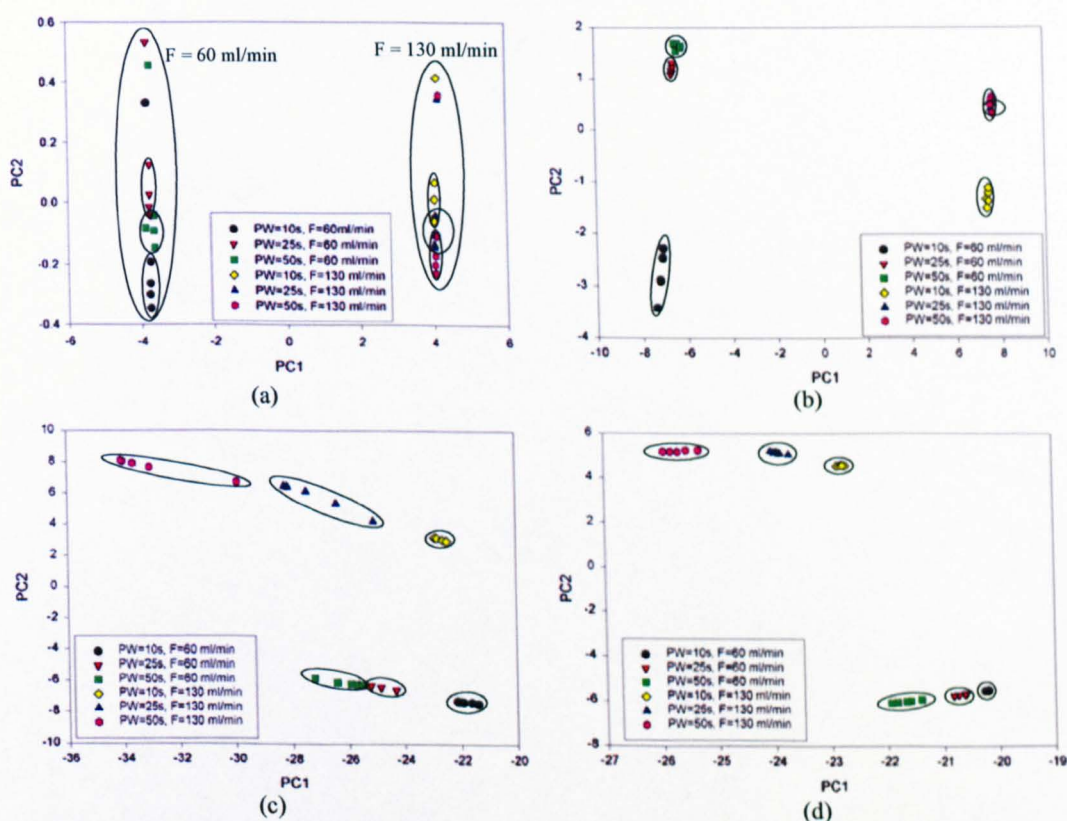 F = 60 ml/min
F = 130 ml/min
0.6
0.4
0.2
0.0
-0.2
-0.4
PC2
-6 -4 -2 0 2 4 6
PC1
PW=10s, F=60ml/min
PW=25s, F=60 ml/min
PW=50s, F=60 ml/min
PW=10s, F=130 ml/min
PW=25s, F=130 ml/min
PW=50s, F=130 ml/min
(a)
2
1
0
-1
-2
-3
-4
PC2
-10 -8 -6 -4 -2 0 2 4 6 8 10
PC1
PW=10s, F=60 ml/min
PW=25s, F=60 ml/min
PW=50s, F=60 ml/min
PW=10s, F=130 ml/min
PW=25s, F=130 ml/min
PW=50s, F=130 ml/min
(b)
10
8
6
4
2
0
-2
-4
-6
-8
-10
PC2
-36 -34 -32 -30 -28 -26 -24 -22 -20
PC1
PW=10s, F=60 ml/min
PW=25s, F=60 ml/min
PW=50s, F=60 ml/min
PW=10s, F=130 ml/min
PW=25s, F=130 ml/min
PW=50s, F=130 ml/min
(c)
6
4
2
0
-2
-4
-6
-8
PC2
-27 -26 -25 -24 -23 -22 -21 -20 -19
PC1
PW=10s, F=60 ml/min
PW=25s, F=60 ml/min
PW=50s, F=60 ml/min
PW=10s, F=130 ml/min
PW=25s, F=130 ml/min
PW=50s, F=130 ml/min
(d)